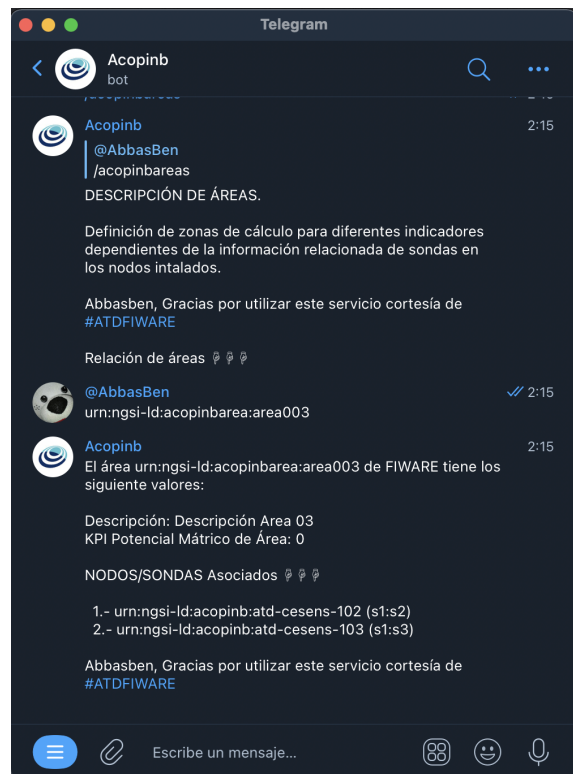 Telegram
Acopinb
bot
Acopinb
2:15
@AbbasBen
/acopinbareas
DESCRIPCIÓN DE ÁREAS.
Definición de zonas de cálculo para diferentes indicadores
dependientes de la información relacionada de sondas en
los nodos intalados.
Abbasben, Gracias por utilizar este servicio cortesía de
#ATDFIWARE
Relación de áreas
@AbbasBen
2:15
urn:ngsi-ld:acopinbarea:area003
Acopinb
2:15
El área urn:ngsi-ld:acopinbarea:area003 de FIWARE tiene los
siguiente valores:
Descripción: Descripción Area 03
KPI Potencial Mátrico de Área: 0
NODOS/SONDAS Asociados
1.- urn:ngsi-ld:acopinb:atd-cesens-102 (s1:s2)
2.- urn:ngsi-ld:acopinb:atd-cesens-103 (s1:s3)
Abbasben, Gracias por utilizar este servicio cortesía de
#ATDFIWARE
Escribe un mensaje...